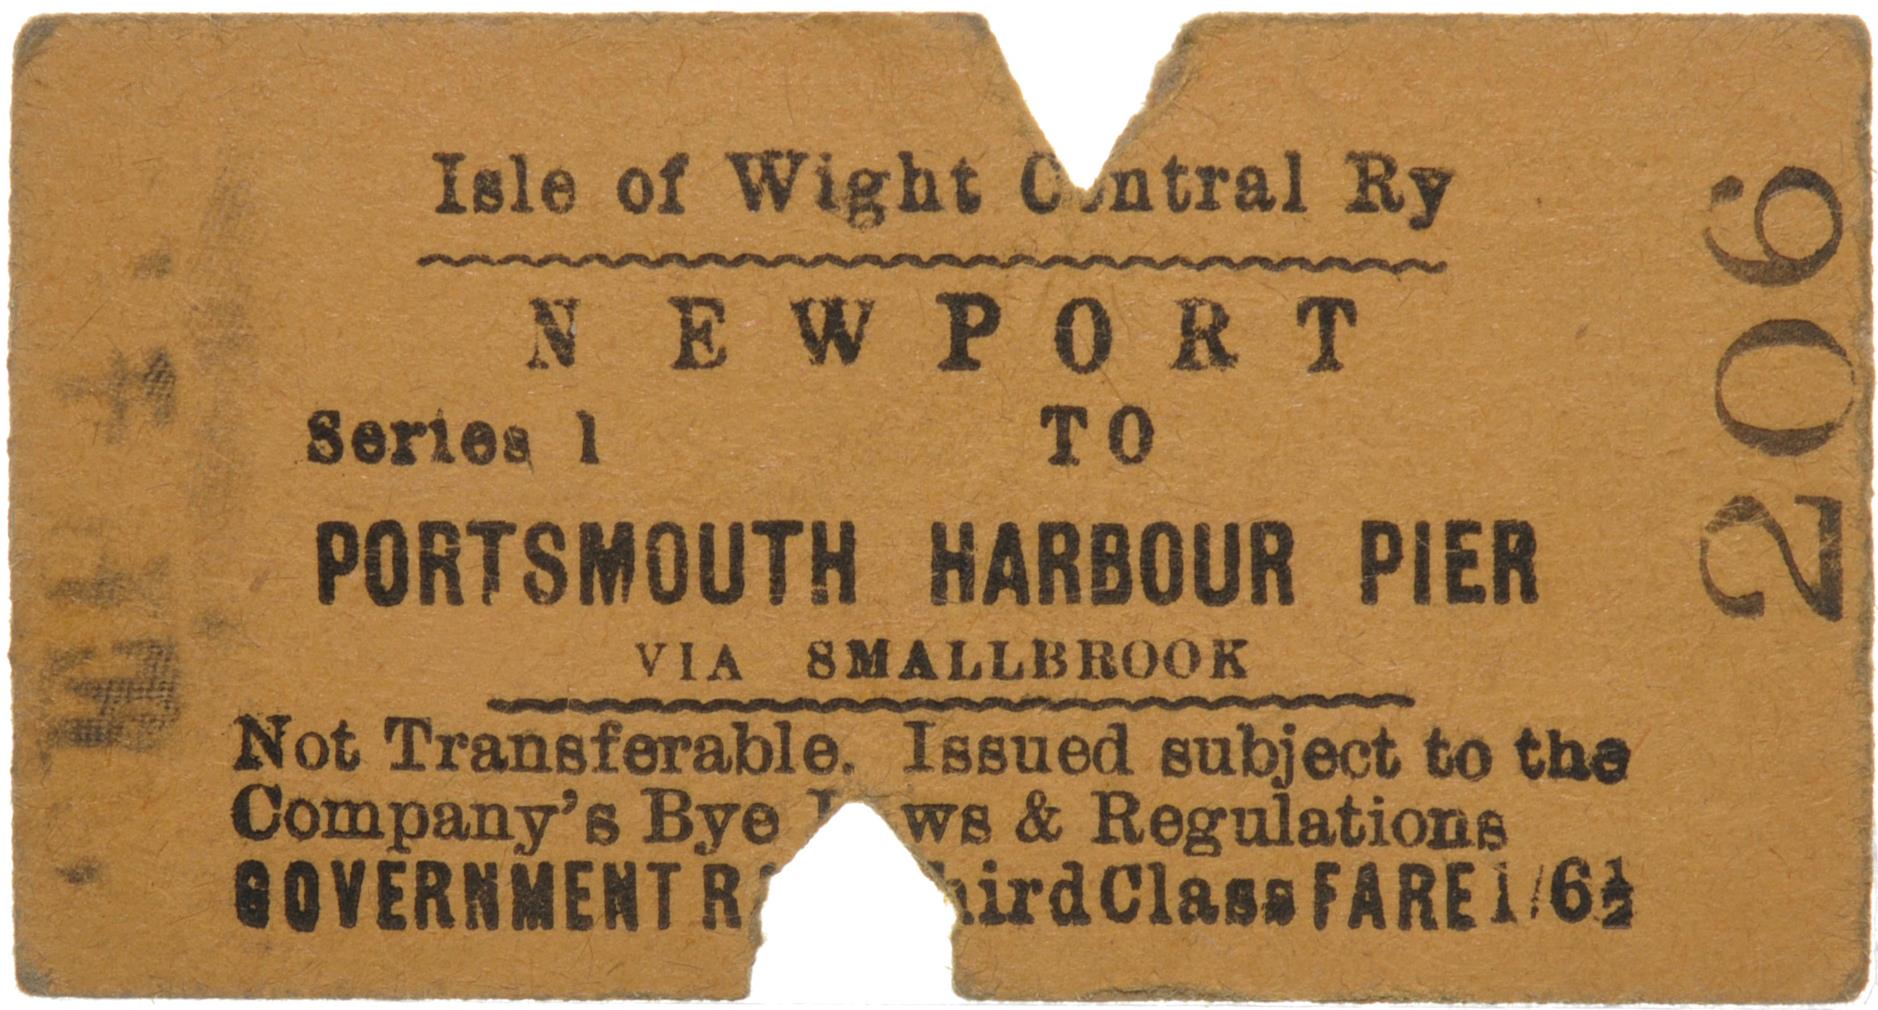 Isle of Wight Central Ry
NEWPORT
Series 1 TO
PORTSMOUTH HARBOUR PIER
VIA SMALLBROOK
Not Transferable. Issued subject to the
Company's Bye ws & Regulations
GOVERNMENT R hird Class FARE 1/6½
206